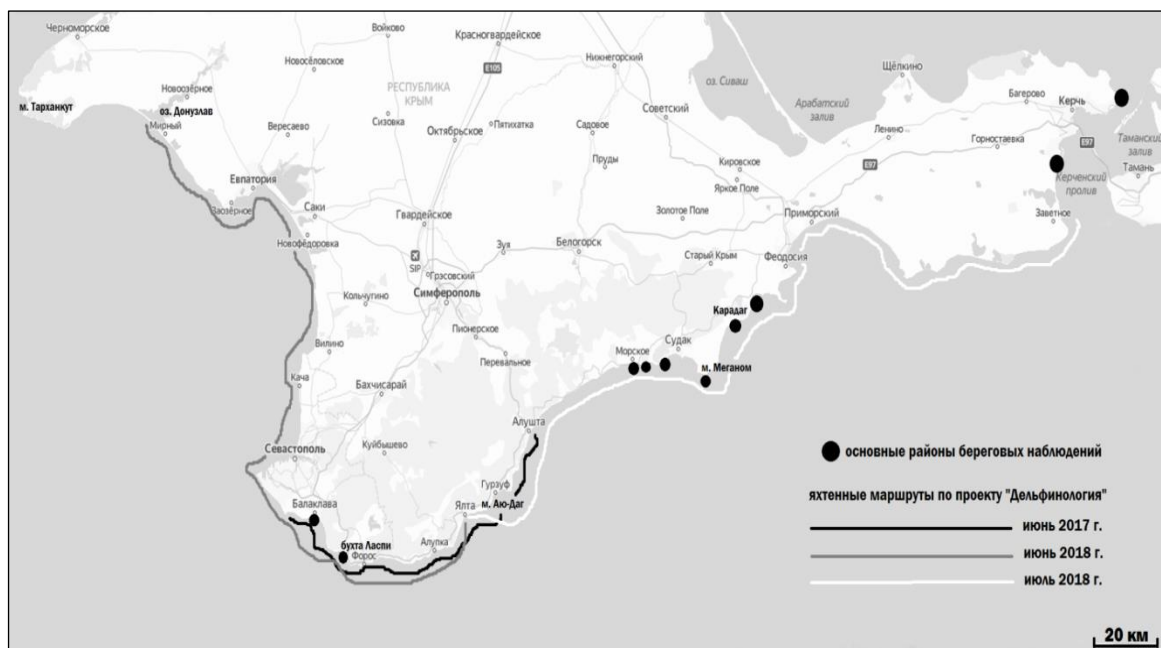 Черноморское
Войково
Красногвардейское
Нижнегорский
Новосёловское
E105
оз. Сиваш
Щёлкино
РЕСПУБЛИКА
КРЫМ
Новоозёрное
м. Тарханкут
оз. Донузлав
Мирный
Вересаево
Сизовка
Октябрьское
Пятихатка
Садовое
Советский
Арабатский
залив
Багерово
Керчь
Ленино
Горностаевка
E97
Таманский
залив
Пруды
Кировское
E97
Тамань
Евпатория
Яркое Поле
Керченский
пролив
Заозёрное
Саки
Гвардейское
Золотое Поле
Приморский
Заветное
Новофёдоровка
Зуя
Белогорск
Старый Крым
Феодосия
SIP
Грэсовский
Кольчугино
Симферополь
Карадаг
Пионерское
Судак
Вилино
Перевальное
Морское
м. Меганом
Кача
Бахчисарай
Алушта
Севастополь
Куйбышево
основные районы береговых наблюдений
Гурзуф
яхтенные маршруты по проекту "Дельфинология"
Балаклава
Ялта
м. Аю-Даг
июнь 2017 г.
бухта Ласпи
Форос
Алупка
июнь 2018 г.
июль 2018 г.
20 км